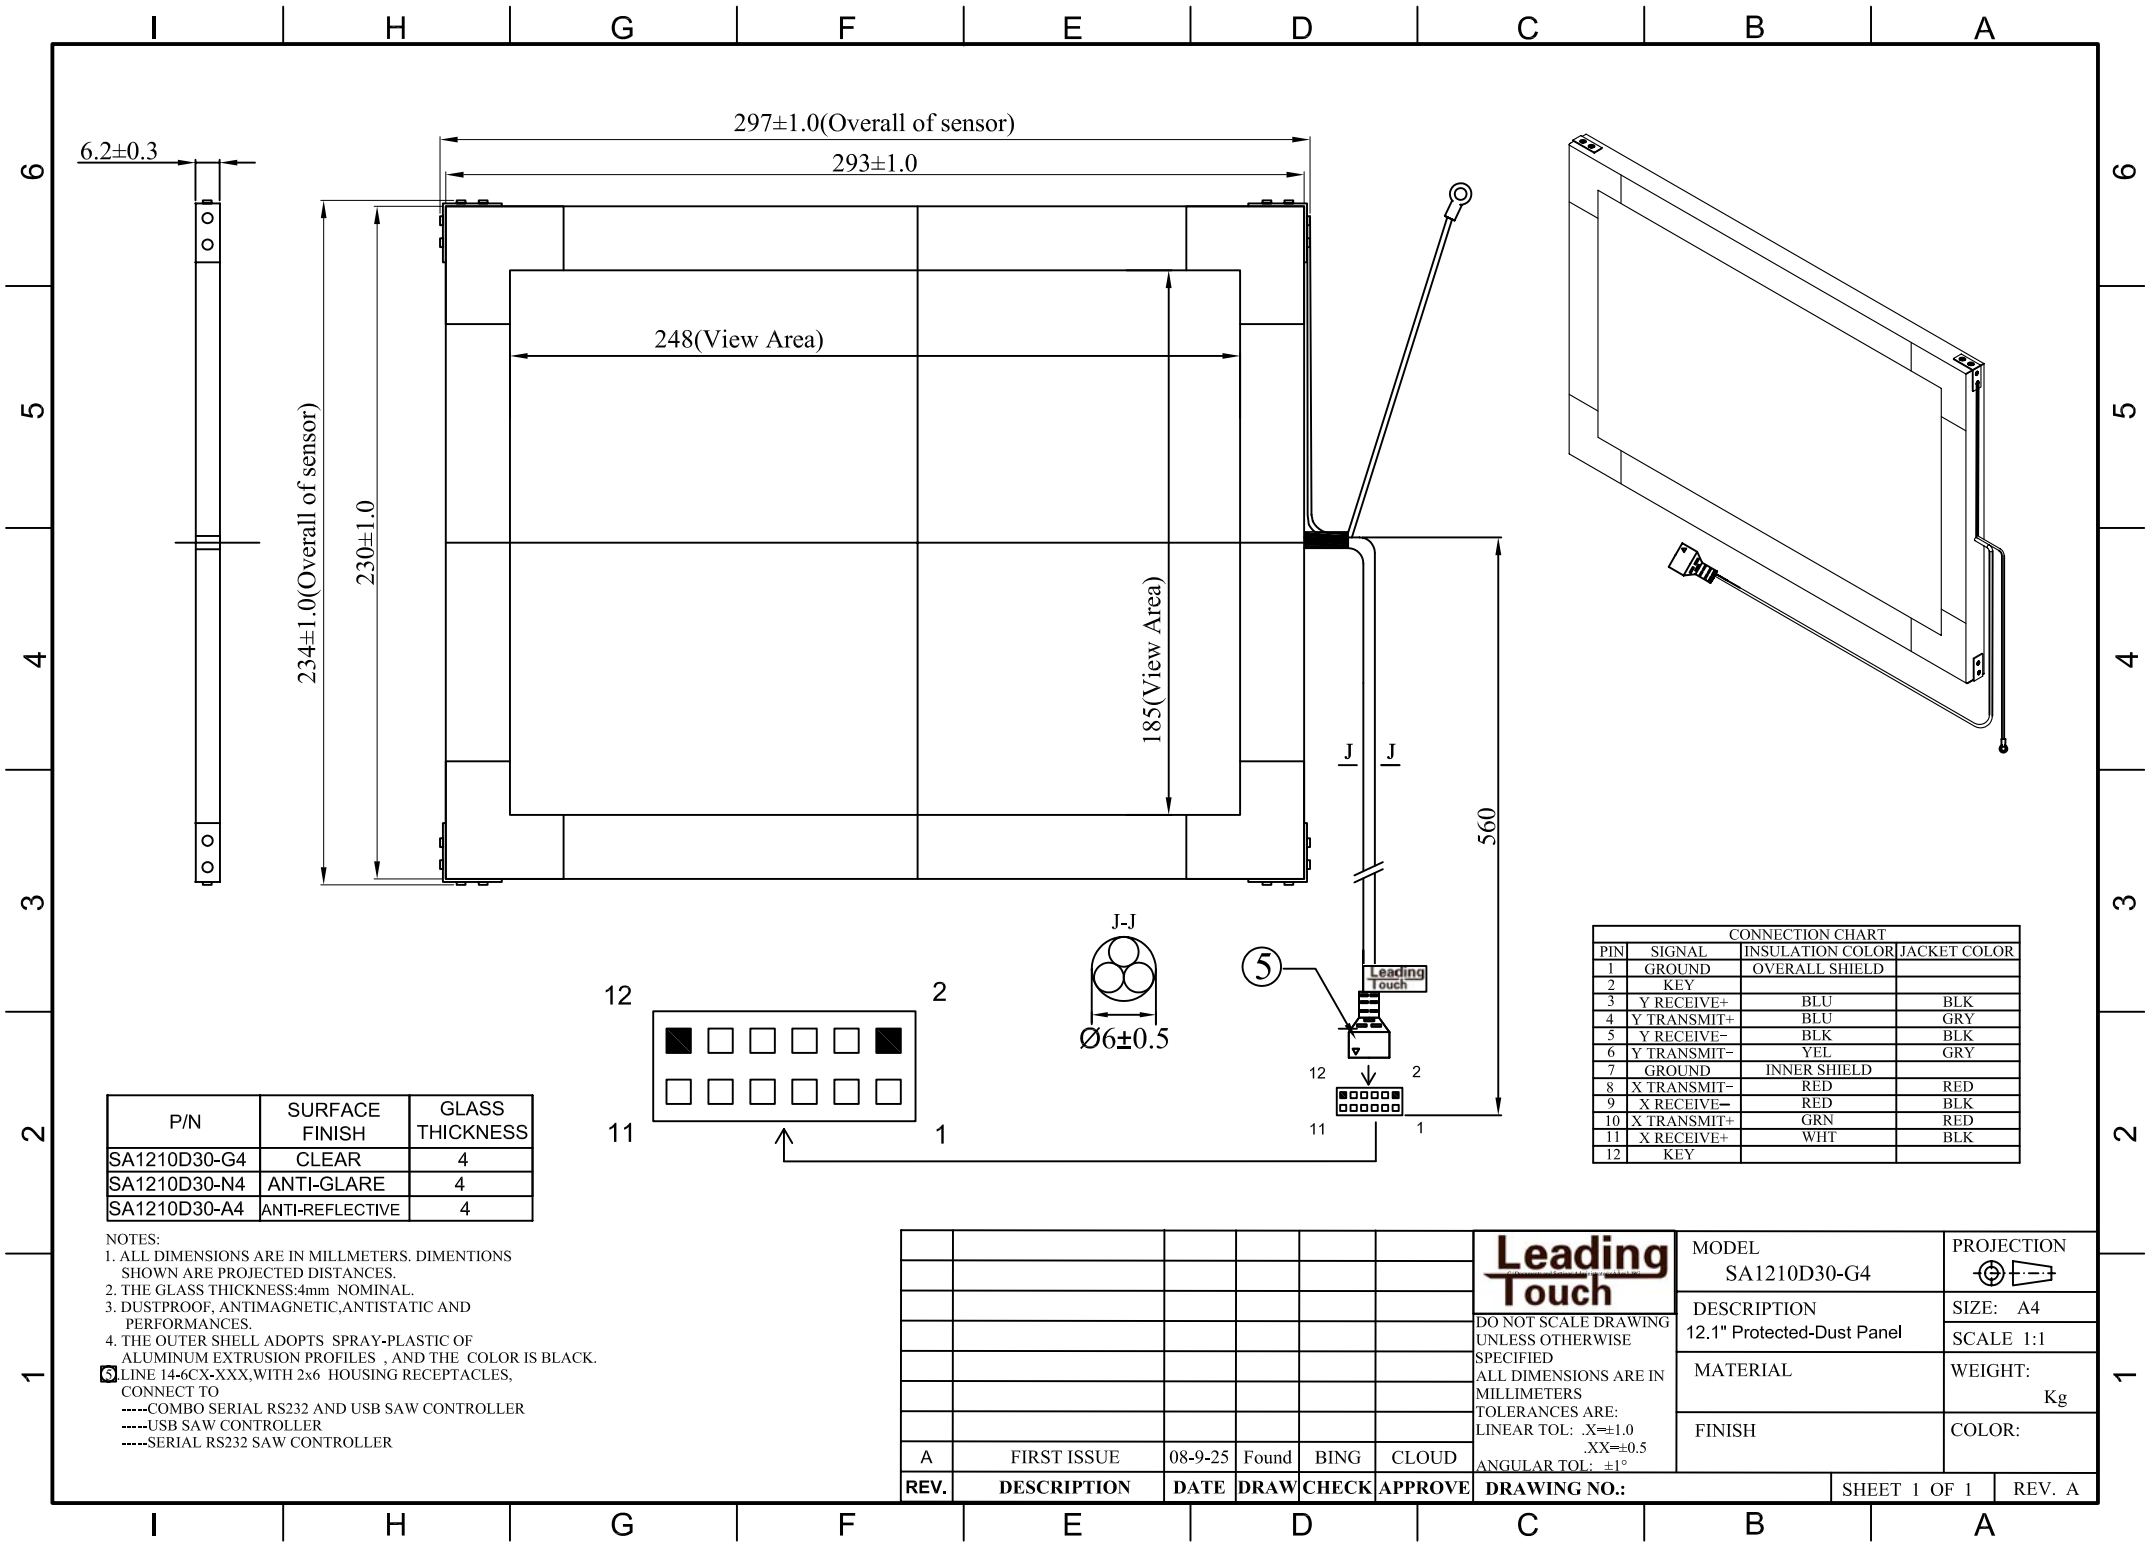 I H G F E D C B A
6
5
4
3
2
1
6
5
4
3
2
1
6.2±0.3
297±1.0(Overall of sensor)
293±1.0
234±1.0(Overall of sensor)
230±1.0
248(View Area)
185(View Area)
560
J J
J-J
Ø6±0.5
5
Leading
Touch
12 2
11 1
12 2
11 1
CONNECTION CHART
PIN SIGNAL INSULATION COLOR JACKET COLOR
1 GROUND OVERALL SHIELD
2 KEY
3 Y RECEIVE+ BLU BLK
4 Y TRANSMIT+ BLU GRY
5 Y RECEIVE- BLK BLK
6 Y TRANSMIT- YEL GRY
7 GROUND INNER SHIELD
8 X TRANSMIT- RED RED
9 X RECEIVE- RED BLK
10 X TRANSMIT+ GRN RED
11 X RECEIVE+ WHT BLK
12 KEY
P/N SURFACE FINISH GLASS THICKNESS
SA1210D30-G4 CLEAR 4
SA1210D30-N4 ANTI-GLARE 4
SA1210D30-A4 ANTI-REFLECTIVE 4
NOTES:
1. ALL DIMENSIONS ARE IN MILLMETERS. DIMENTIONS
SHOWN ARE PROJECTED DISTANCES.
2. THE GLASS THICKNESS:4mm NOMINAL.
3. DUSTPROOF, ANTIMAGNETIC,ANTISTATIC AND
PERFORMANCES.
4. THE OUTER SHELL ADOPTS SPRAY-PLASTIC OF
ALUMINUM EXTRUSION PROFILES , AND THE COLOR IS BLACK.
5.LINE 14-6CX-XXX,WITH 2x6 HOUSING RECEPTACLES,
CONNECT TO
-----COMBO SERIAL RS232 AND USB SAW CONTROLLER
-----USB SAW CONTROLLER
-----SERIAL RS232 SAW CONTROLLER
A FIRST ISSUE 08-9-25 Found BING CLOUD
REV. DESCRIPTION DATE DRAW CHECK APPROVE
Leading
Touch
DO NOT SCALE DRAWING
UNLESS OTHERWISE
SPECIFIED
ALL DIMENSIONS ARE IN
MILLIMETERS
TOLERANCES ARE:
LINEAR TOL: .X=±1.0
.XX=±0.5
ANGULAR TOL: ±1°
DRAWING NO.:
MODEL
SA1210D30-G4
DESCRIPTION
12.1" Protected-Dust Panel
MATERIAL
FINISH
PROJECTION
SIZE: A4
SCALE 1:1
WEIGHT:
Kg
COLOR:
SHEET 1 OF 1
REV. A
I H G F E D C B A